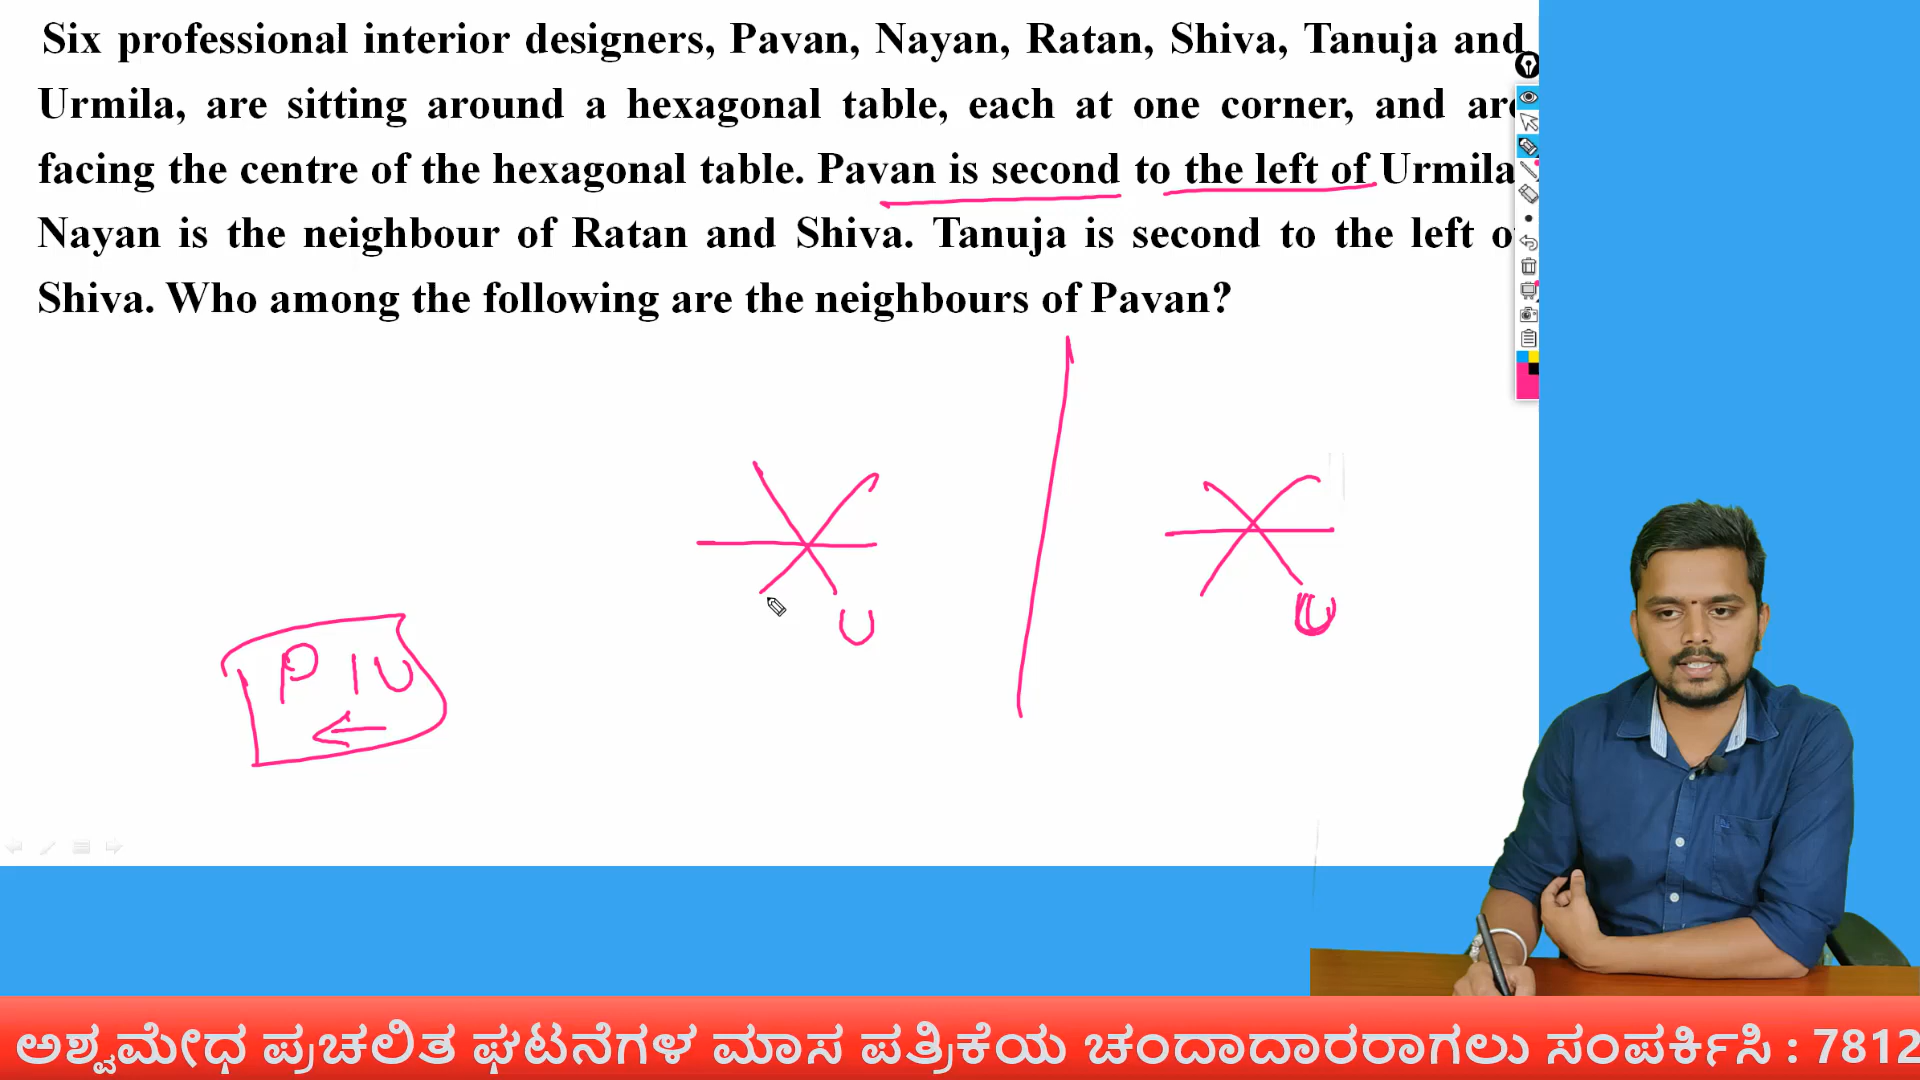 Six professional interior designers, Pavan, Nayan, Ratan, Shiva, Tanuja and
Urmila, are sitting around a hexagonal table, each at one corner, and are
facing the centre of the hexagonal table. Pavan is second to the left of Urmila.
Nayan is the neighbour of Ratan and Shiva. Tanuja is second to the left o
Shiva. Who among the following are the neighbours of Pavan?
U
U
P I U
ಅಶ್ವಮೇಧ ಪ್ರಚಲಿತ ಘಟನೆಗಳ ಮಾಸ ಪತ್ರಿಕೆಯ ಚಂದಾದಾರರಾಗಲು ಸಂಪರ್ಕಿಸಿ : 7812